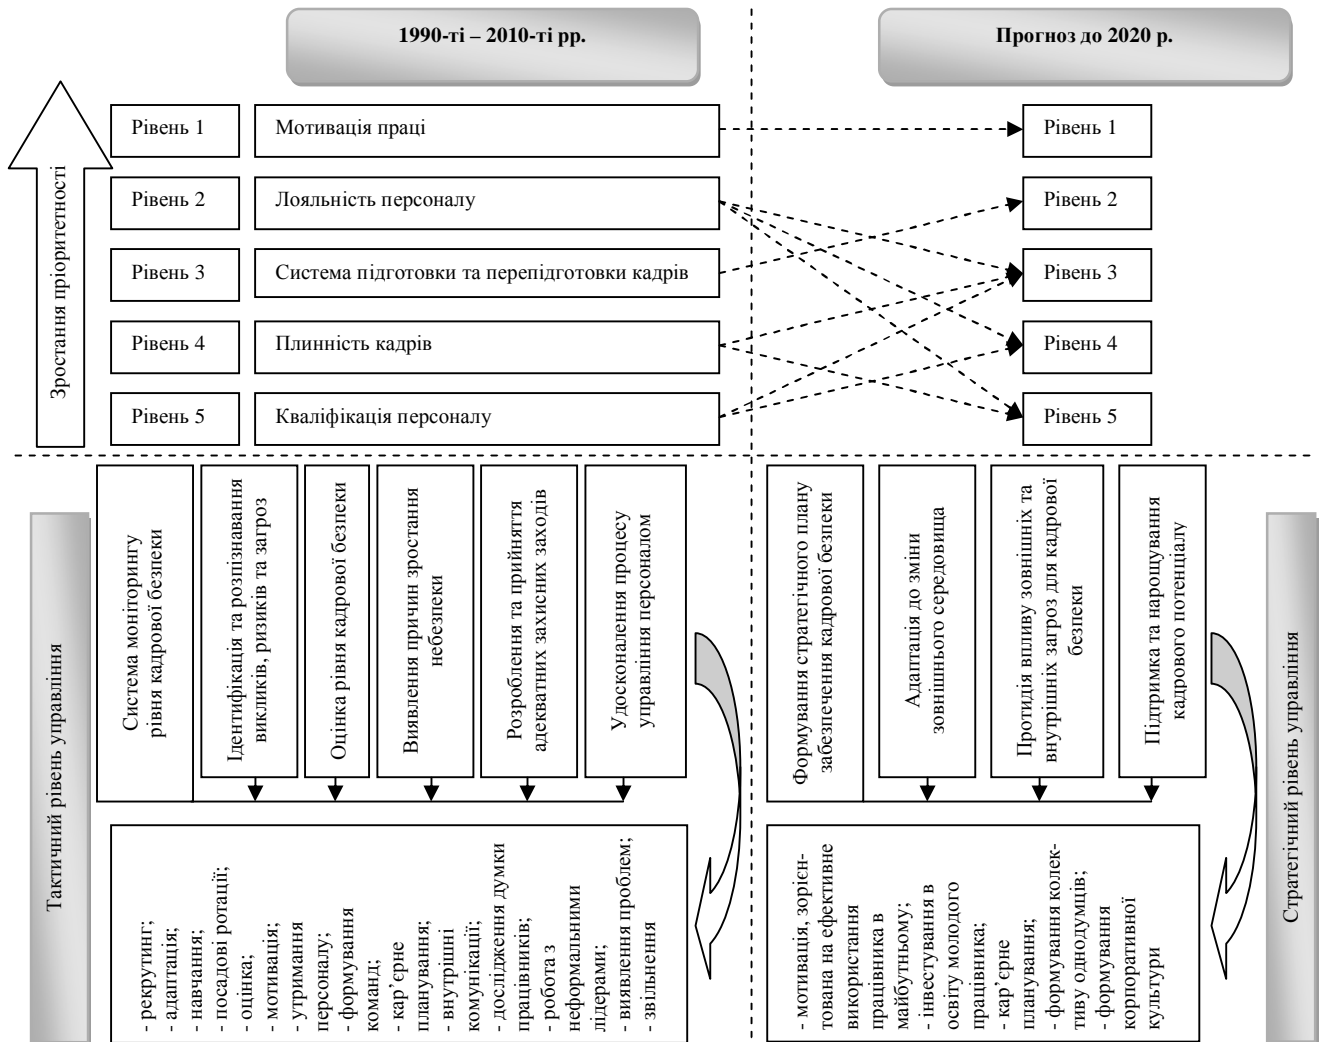 1990-ті – 2010-ті рр.
Прогноз до 2020 р.
Зростання пріоритетності
Рівень 1
Мотивація праці
Рівень 1
Рівень 2
Лояльність персоналу
Рівень 2
Рівень 3
Система підготовки та перепідготовки кадрів
Рівень 3
Рівень 4
Плинність кадрів
Рівень 4
Рівень 5
Кваліфікація персоналу
Рівень 5
Тактичний рівень управління
Система моніторингу
рівня кадрової безпеки
Ідентифікація та розпізнавання
викликів, ризиків та загроз
Оцінка рівня кадрової безпеки
Виявлення причин зростання
небезпеки
Розроблення та прийняття
адекватних захисних заходів
Удосконалення процесу
управління персоналом
- рекрутинг;
- адаптація;
- навчання;
- посадові ротації;
- оцінка;
- мотивація;
- утримання
персоналу;
- формування
команд;
- кар’єрне
планування;
- внутрішні
комунікації;
- дослідження думки
працівників;
- робота з
неформальними
лідерами;
- виявлення проблем;
- звільнення
Формування стратегічного плану
забезпечення кадрової безпеки
Адаптація до зміни
зовнішнього середовища
Протидія впливу зовнішніх та
внутрішніх загроз для кадрової
безпеки
Підтримка та нарощування
кадрового потенціалу
- мотивація, зорієн-
тована на ефективне
використання
працівника в
майбутньому;
- інвестування в
освіту молодого
працівника;
- кар’єрне
планування;
- формування колек-
тиву однодумців;
- формування
корпоративної
культури
Стратегічний рівень управління